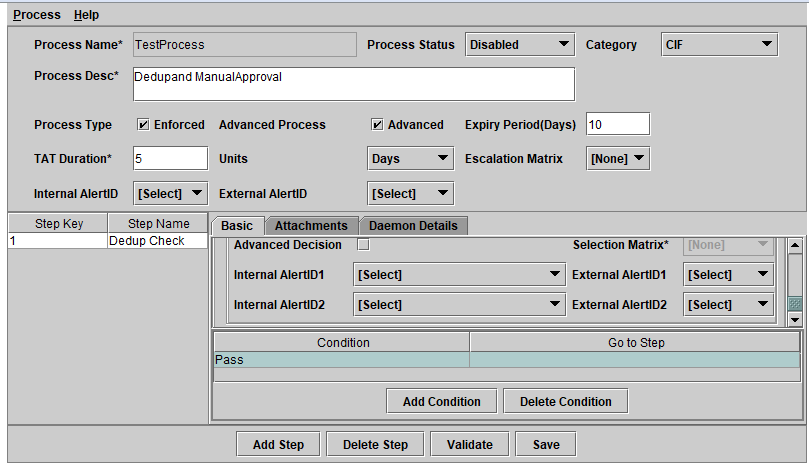 Process Help
Process Name* TestProcess Process Status Disabled Category CIF
Process Desc* Dedupand ManualApproval
Process Type Enforced Advanced Process Advanced Expiry Period(Days) 10
TAT Duration* 5 Units Days Escalation Matrix [None]
Internal AlertID [Select] External AlertID [Select]
Step Key Step Name
1 Dedup Check
Basic Attachments Daemon Details
Advanced Decision Selection Matrix* [None]
Internal AlertID1 [Select] External AlertID1 [Select]
Internal AlertID2 [Select] External AlertID2 [Select]
Condition Go to Step
Pass
Add Condition Delete Condition
Add Step Delete Step Validate Save